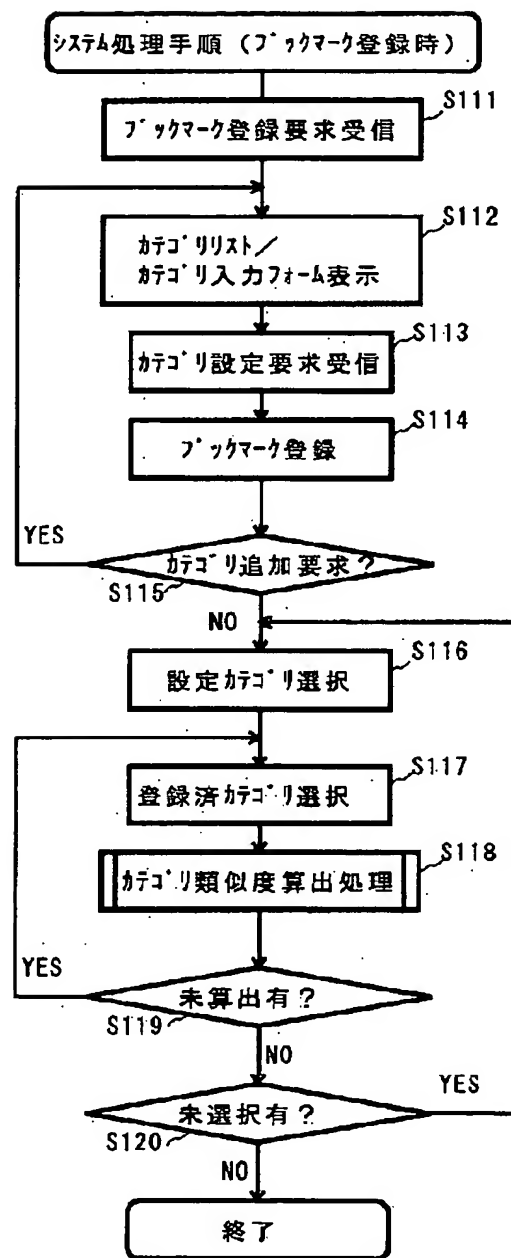 システム処理手順(ブックマーク登録時)
S111
ブックマーク登録要求受信
S112
カテゴリリスト/
カテゴリ入力フォーム表示
S113
カテゴリ設定要求受信
S114
ブックマーク登録
YES
カテゴリ追加要求?
S115
NO
S116
設定カテゴリ選択
S117
登録済カテゴリ選択
S118
カテゴリ類似度算出処理
YES
未算出有?
S119
NO
YES
未選択有?
S120
NO
終了